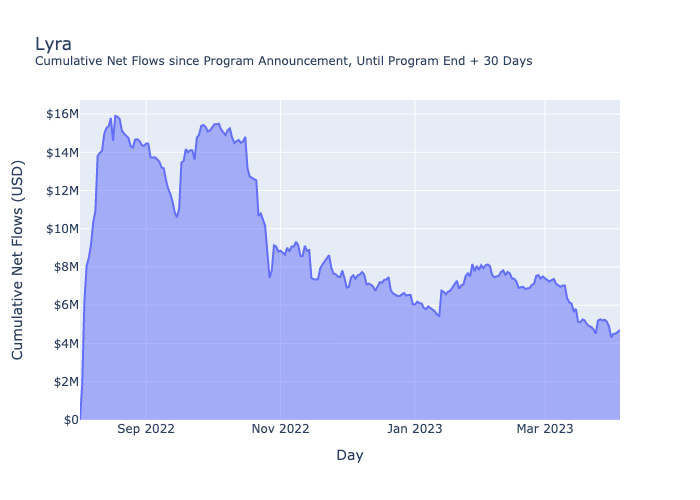 Lyra
Cumulative Net Flows since Program Announcement, Until Program End + 30 Days
Cumulative Net Flows (USD)
$16M
$14M
$12M
$10M
$8M
$6M
$4M
$2M
$0
Sep 2022
Nov 2022
Jan 2023
Mar 2023
Day